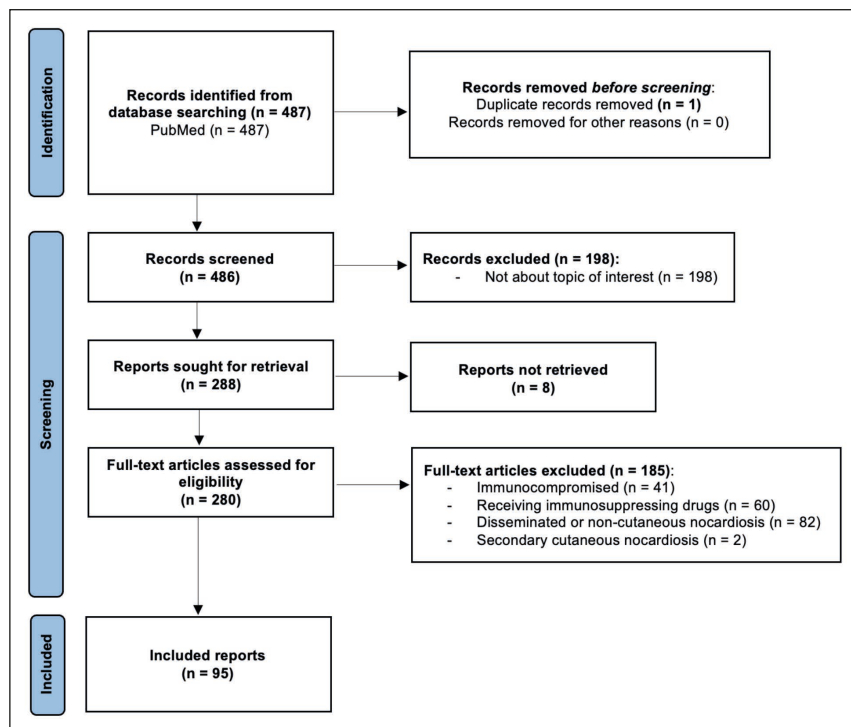 Identification
Records identified from
database searching (n = 487)
PubMed (n = 487)
Records removed before screening:
Duplicate records removed (n = 1)
Records removed for other reasons (n = 0)
Screening
Records screened
(n = 486)
Records excluded (n = 198):
- Not about topic of interest (n = 198)
Reports sought for retrieval
(n = 288)
Reports not retrieved
(n = 8)
Full-text articles assessed for
eligibility
(n = 280)
Full-text articles excluded (n = 185):
- Immunocompromised (n = 41)
- Receiving immunosuppressing drugs (n = 60)
- Disseminated or non-cutaneous nocardiosis (n = 82)
- Secondary cutaneous nocardiosis (n = 2)
Included
Included reports
(n = 95)